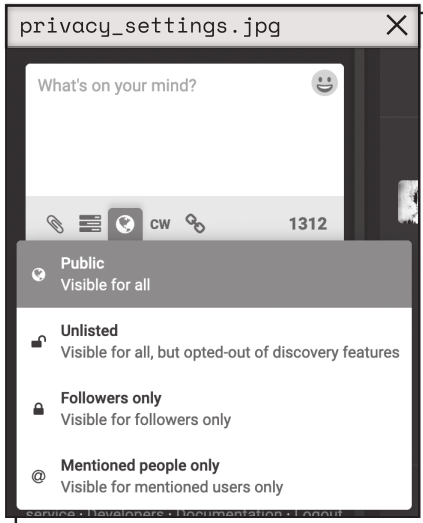 privacy_settings.jpg
What's on your mind?
CW 1312
Public
Visible for all
Unlisted
Visible for all, but opted-out of discovery features
Followers only
Visible for followers only
@ Mentioned people only
Visible for mentioned users only
service · Developers · Documentation · Logout